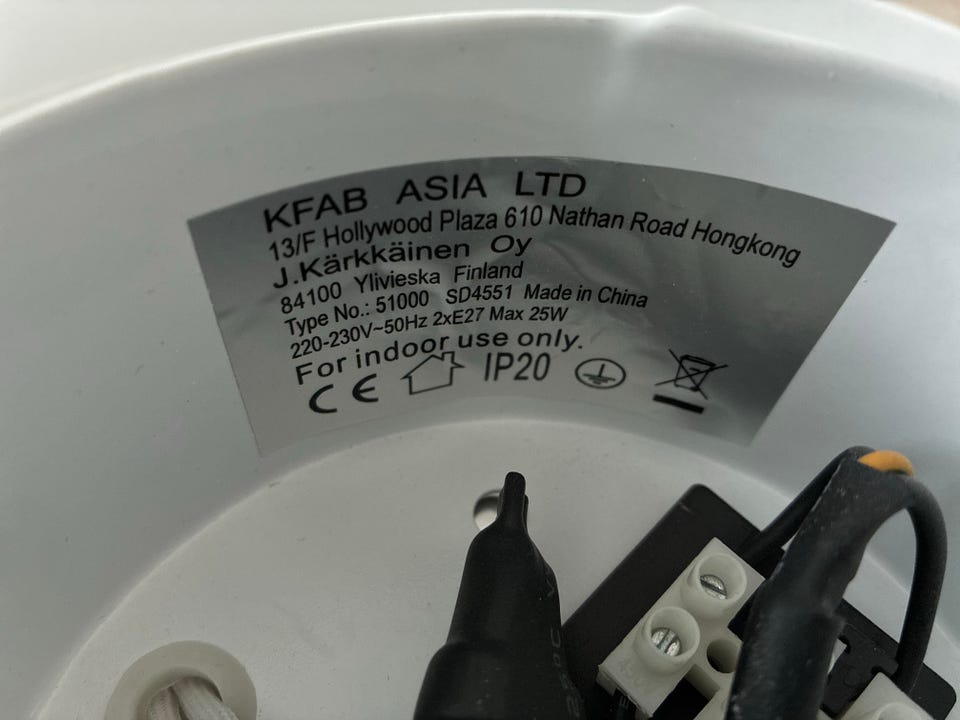 KFAB ASIA LTD
13/F Hollywood Plaza 610 Nathan Road Hongkong
J.Kärkkäinen Oy
84100 Ylivieska Finland
Type No.: 51000 SD4551 Made in China
220-230V~50Hz 2xE27 Max 25W
For indoor use only.
CE IP20